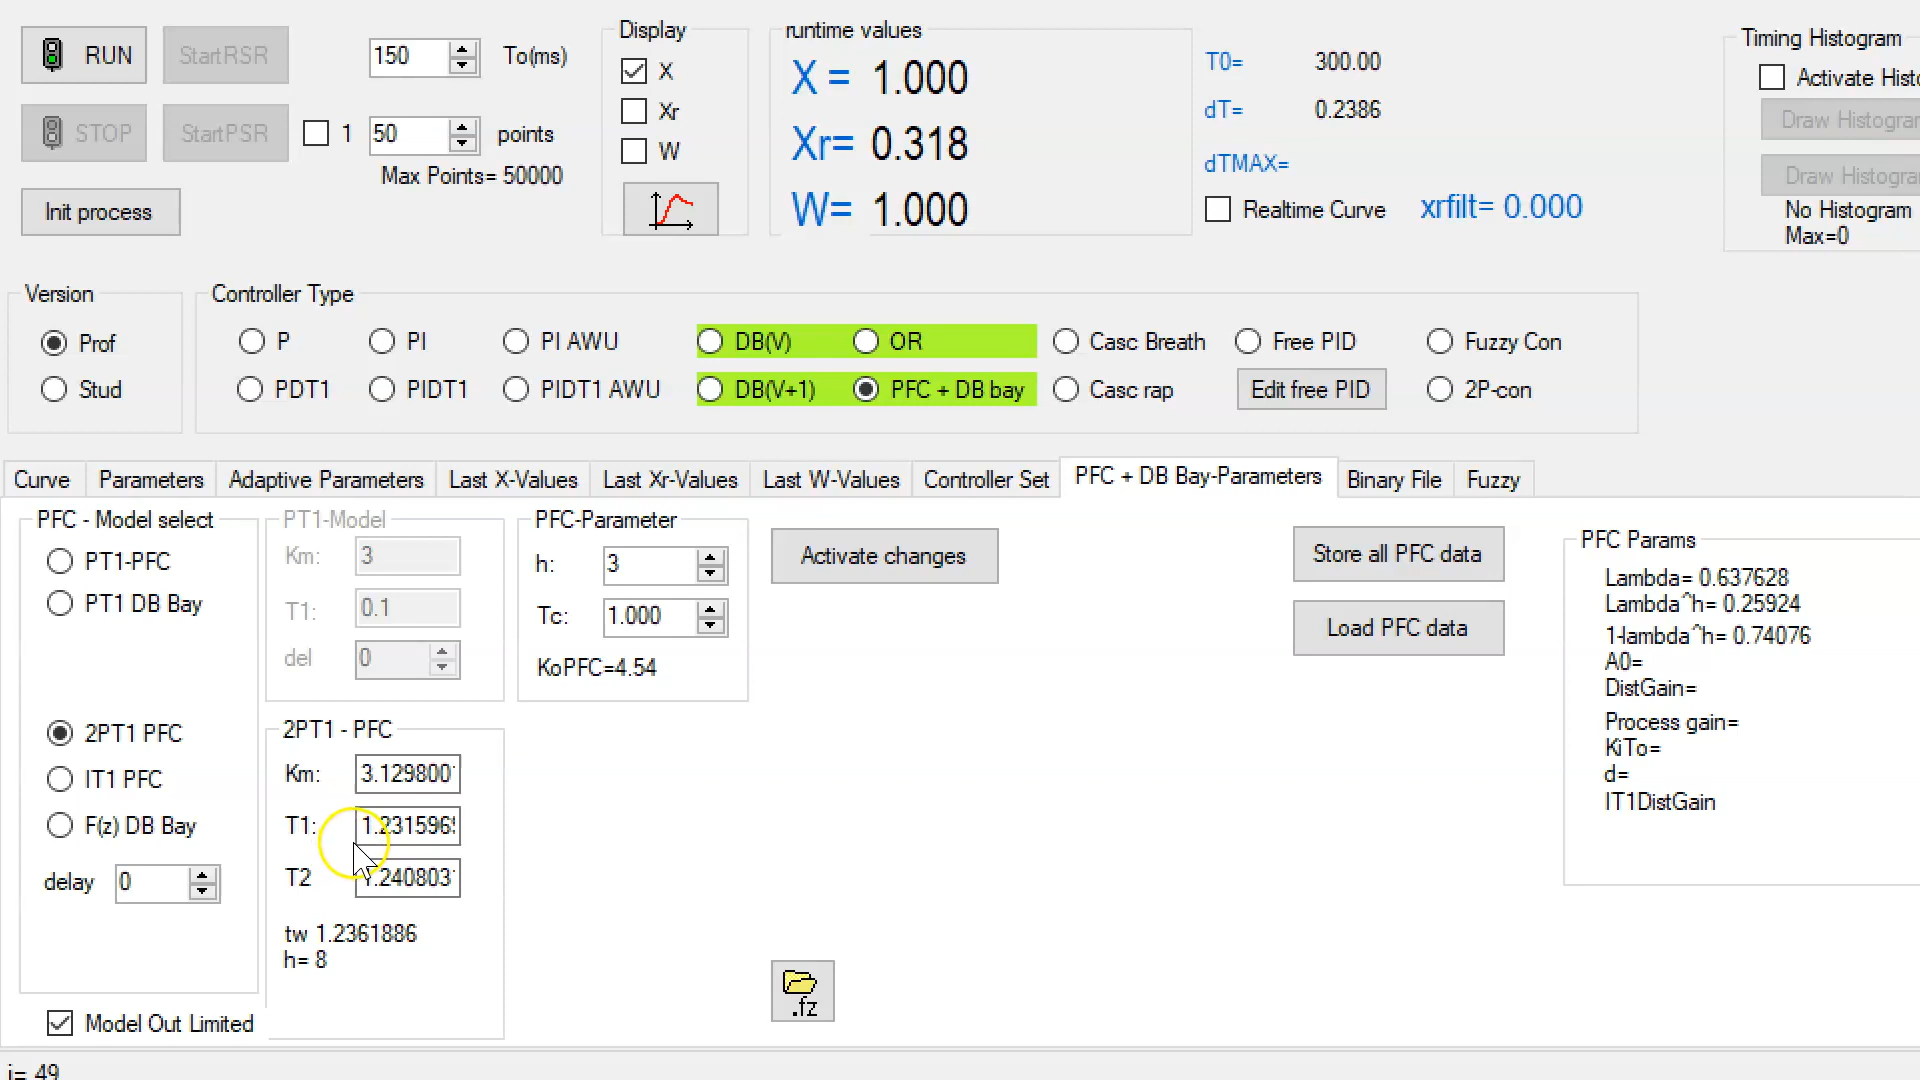 RUN
StartRSR
150
To(ms)
STOP
StartPSR
1
50
points
Max Points= 50000
Init process
Display
X
Xr
W
runtime values
X = 1.000
Xr= 0.318
W= 1.000
T0= 300.00
dT= 0.2386
dTMAX=
Realtime Curve
xrfilt= 0.000
Timing Histogram
Activate Histo
Draw Histogram
Draw Histogram
No Histogram
Max=0
Version
Prof
Stud
Controller Type
P
PI
PI AWU
DB(V)
OR
Casc Breath
Free PID
Fuzzy Con
PDT1
PIDT1
PIDT1 AWU
DB(V+1)
PFC + DB bay
Casc rap
Edit free PID
2P-con
Curve
Parameters
Adaptive Parameters
Last X-Values
Last Xr-Values
Last W-Values
Controller Set
PFC + DB Bay-Parameters
Binary File
Fuzzy
PFC - Model select
PT1-PFC
PT1 DB Bay
2PT1 PFC
IT1 PFC
F(z) DB Bay
delay 0
Model Out Limited
PT1-Model
Km: 3
T1: 0.1
del 0
2PT1 - PFC
Km: 3.129800
T1: 1.231596
T2 1.240803
tw 1.2361886
h= 8
PFC-Parameter
h: 3
Tc: 1.000
KoPFC=4.54
Activate changes
.fz
Store all PFC data
Load PFC data
PFC Params
Lambda= 0.637628
Lambda^h= 0.25924
1-lambda^h= 0.74076
A0=
DistGain=
Process gain=
KiTo=
d=
IT1DistGain
i= 49